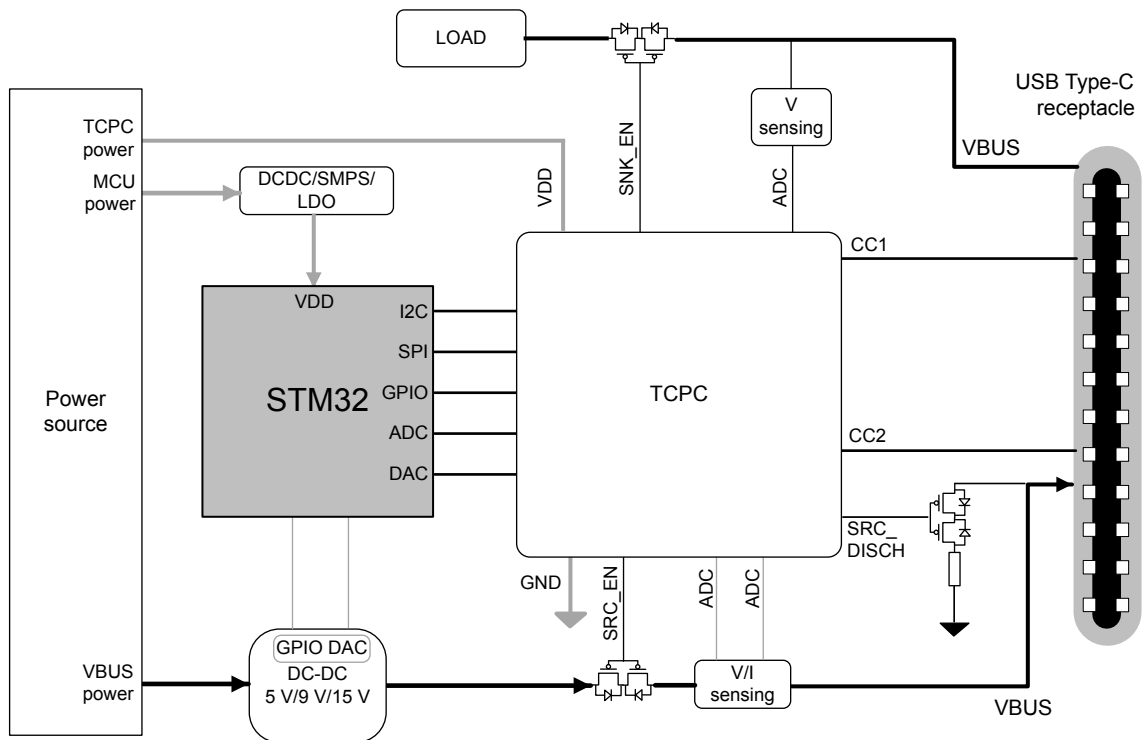 LOAD
USB Type-C
receptacle
V
sensing
TCPC
power
MCU
power
DCDC/SMPS/
LDO
VDD
SNK_EN
ADC
VBUS
CC1
VDD
I2C
SPI
GPIO
ADC
DAC
STM32
TCPC
Power
source
CC2
SRC_
DISCH
GND
SRC_EN
ADC
ADC
GPIO DAC
DC-DC
5 V/9 V/15 V
VBUS
power
V/I
sensing
VBUS